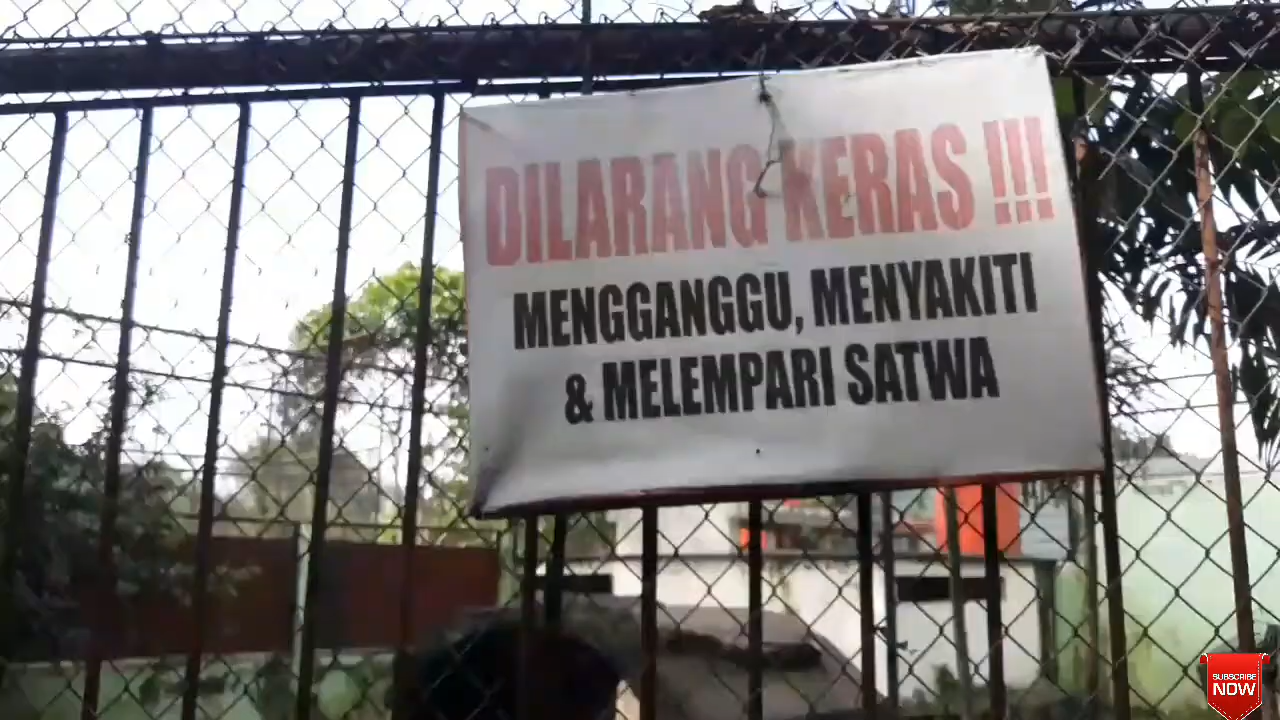 DILARANG KERAS !!!
MENGGANGGU, MENYAKITI
& MELEMPARI SATWA
SUBSCRIBE
NOW